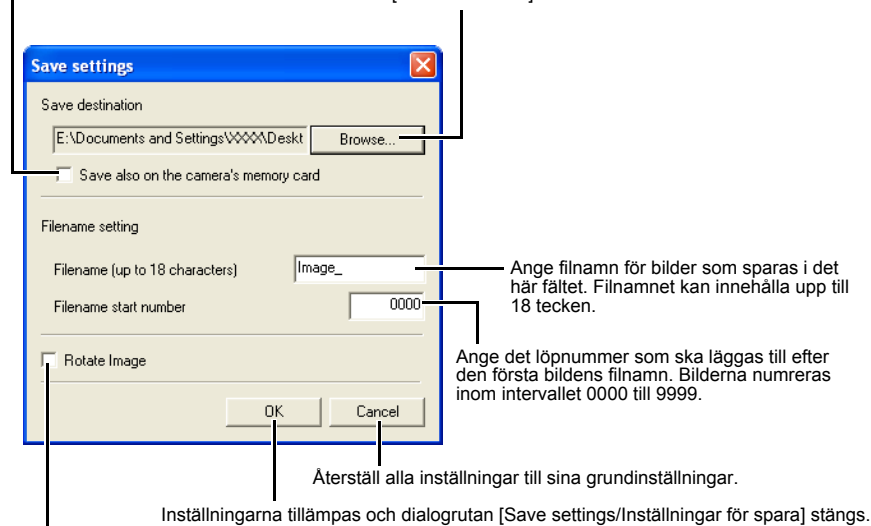 Save settings
Save destination
E:\Documents and Settings\XXXX\Deskt
Browse...
Save also on the camera's memory card
Filename setting
Filename (up to 18 characters)
Image_
Ange filnamn för bilder som sparas i det
här fältet. Filnamnet kan innehålla upp till
18 tecken.
Filename start number
0000
Ange det löpnummer som ska läggas till efter
den första bildens filnamn. Bilderna numreras
inom intervallet 0000 till 9999.
Rotate Image
OK
Cancel
Återställ alla inställningar till sina grundinställningar.
Inställningarna tillämpas och dialogrutan [Save settings/Inställningar för spara] stängs.